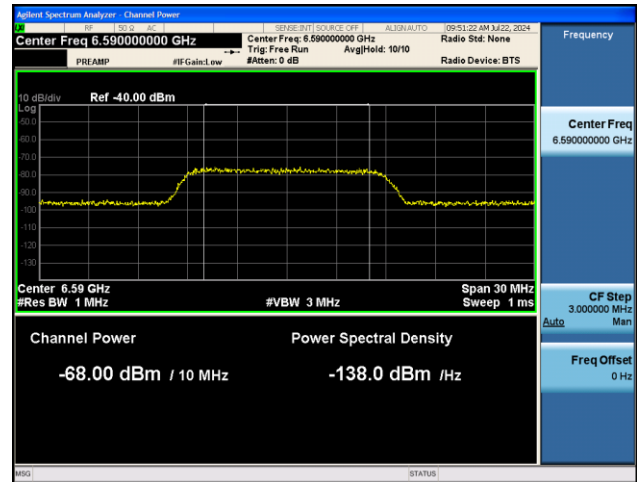 Agilent Spectrum Analyzer - Channel Power
RF 50 Ω AC SENSE:INT SOURCE OFF ALIGNAUTO 09:51:22 AM Jul 22, 2024
Center Freq 6.590000000 GHz Center Freq: 6.590000000 GHz Radio Std: None
Trig: Free Run Avg|Hold: 10/10
PREAMP #IFGain:Low #Atten: 0 dB Radio Device: BTS
Frequency
10 dB/div Ref -40.00 dBm
Log
-50.0
-60.0
-70.0
-80.0
-90.0
-100
-110
-120
-130
Center 6.59 GHz Span 30 MHz
#Res BW 1 MHz #VBW 3 MHz Sweep 1 ms
Channel Power Power Spectral Density
-68.00 dBm / 10 MHz -138.0 dBm /Hz
Center Freq
6.590000000 GHz
CF Step
3.000000 MHz
Auto Man
Freq Offset
0 Hz
MSG STATUS